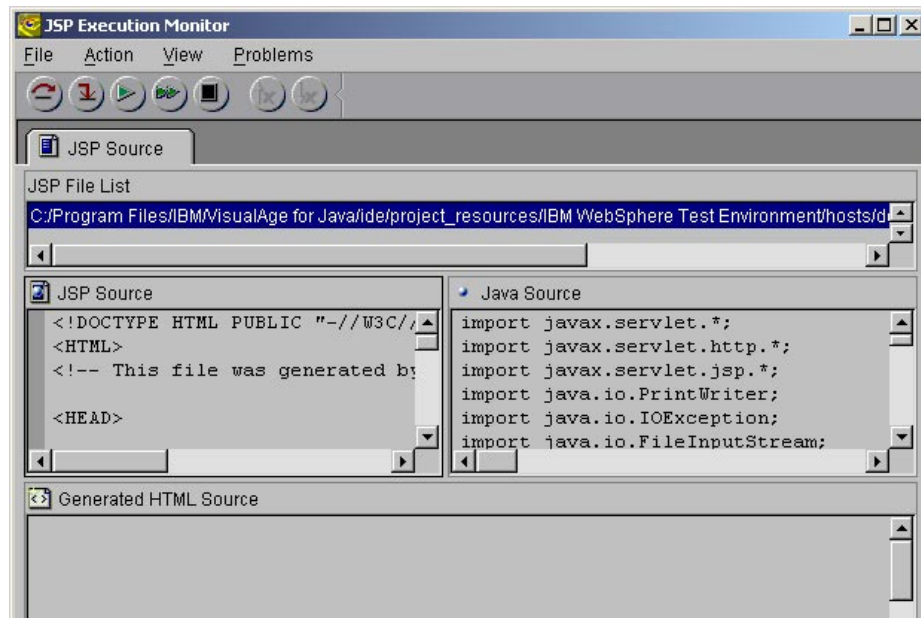 JSP Execution Monitor
File Action View Problems
JSP Source
JSP File List
C:/Program Files/IBM/VisualAge for Java/ide/project_resources/IBM WebSphere Test Environment/hosts/d
JSP Source
<!DOCTYPE HTML PUBLIC "-//W3C//
<HTML>
<!-- This file was generated by
<HEAD>
Java Source
import javax.servlet.*;
import javax.servlet.http.*;
import javax.servlet.jsp.*;
import java.io.PrintWriter;
import java.io.IOException;
import java.io.FileInputStream;
Generated HTML Source